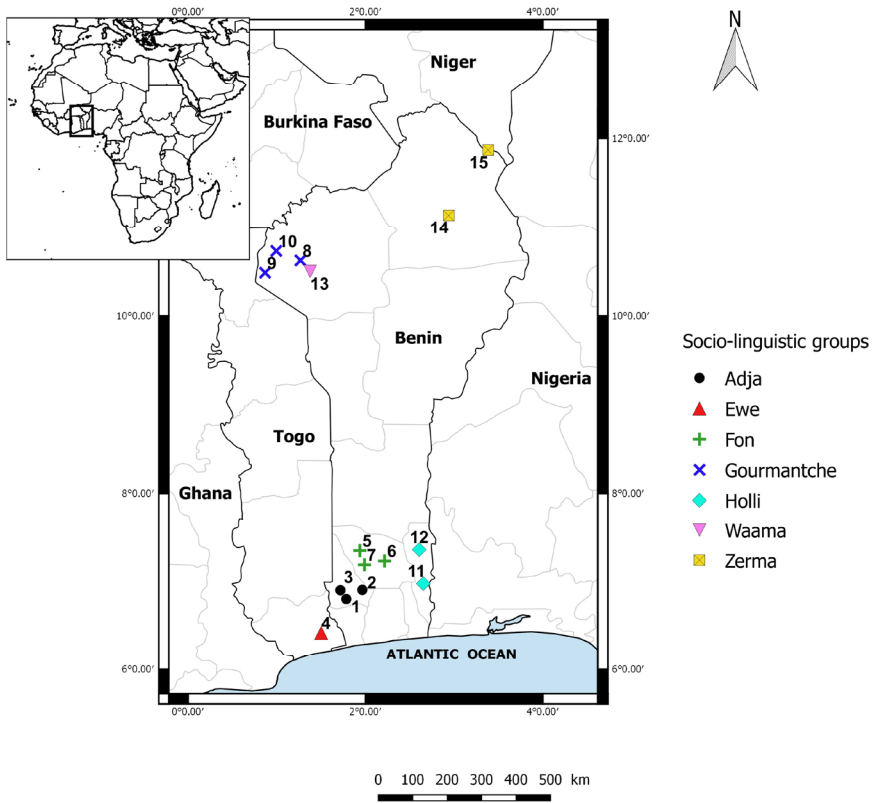 0°0.00′ 2°0.00′ 4°0.00′
N
Niger
Burkina Faso
12°0.00′
12°0.00′
15
14
10
8
9
13
10°0.00′
10°0.00′
Benin
Nigeria
Togo
Ghana
8°0.00′
8°0.00′
5
12
7
6
11
3
2
1
4
ATLANTIC OCEAN
6°0.00′
6°0.00′
0°0.00′ 2°0.00′ 4°0.00′
Socio-linguistic groups
Adja
Ewe
Fon
Gourmantche
Holli
Waama
Zerma
0 100 200 300 400 500 km